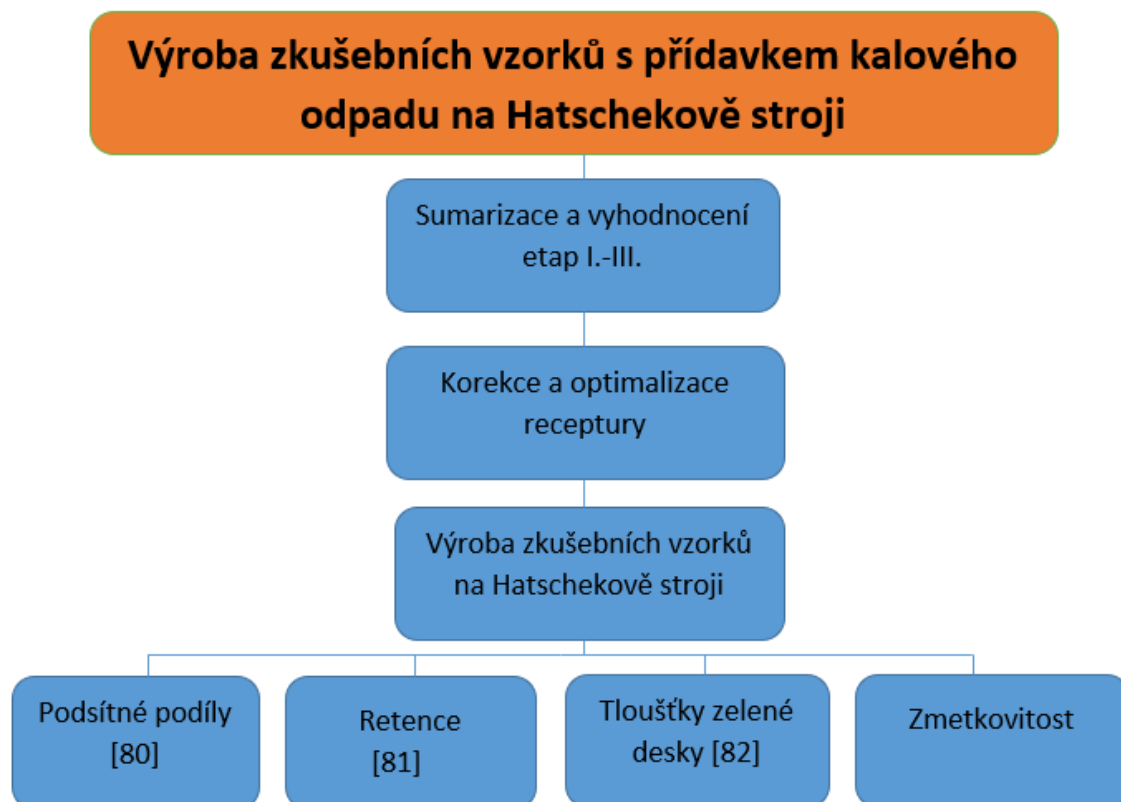 Výroba zkušebních vzorků s přídavkem kalového
odpadu na Hatschekově stroji
Sumarizace a vyhodnocení
etap I.-III.
Korekce a optimalizace
receptury
Výroba zkušebních vzorků
na Hatschekově stroji
Podsítné podíly
[80]
Retence
[81]
Tloušťky zelené
desky [82]
Zmetkovitost